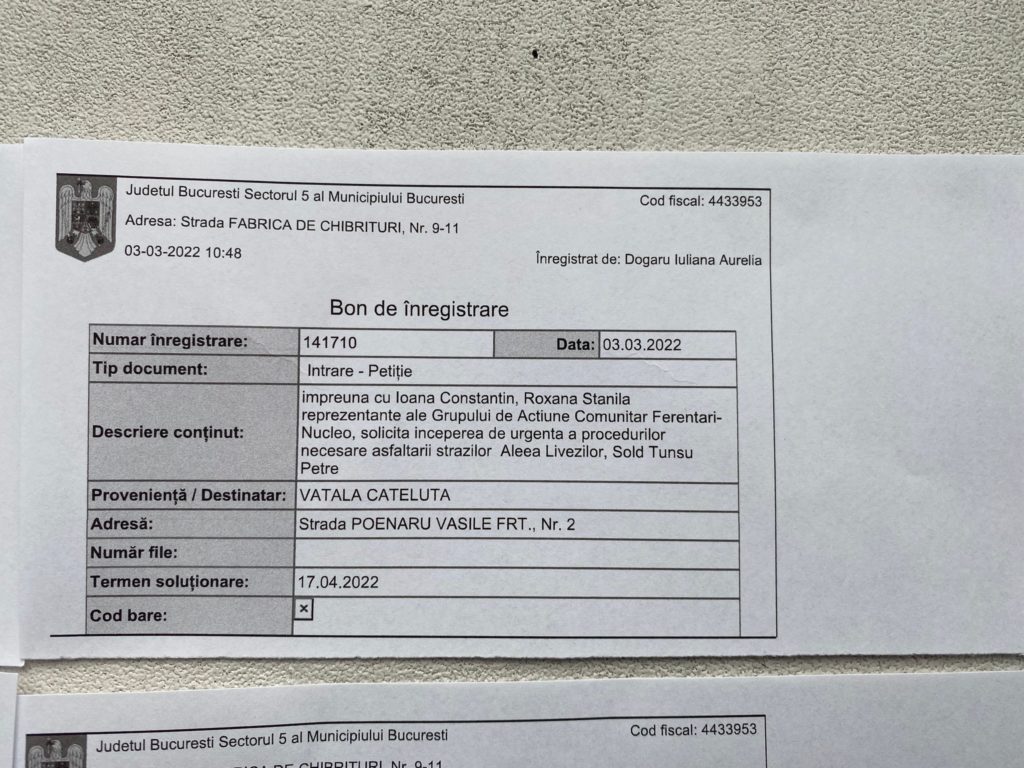 Judetul Bucuresti Sectorul 5 al Municipiului Bucuresti
Cod fiscal: 4433953
Adresa: Strada FABRICA DE CHIBRITURI, Nr. 9-11
03-03-2022 10:48
Înregistrat de: Dogaru Iuliana Aurelia
Bon de înregistrare
Numar înregistrare: 141710 Data: 03.03.2022
Tip document: Intrare - Petiție
Descriere conținut:
impreuna cu Ioana Constantin, Roxana Stanila
reprezentante ale Grupului de Actiune Comunitar Ferentari-
Nucleo, solicita inceperea de urgenta a procedurilor
necesare asfaltarii strazilor Aleea Livezilor, Sold Tunsu
Petre
Proveniență / Destinatar: VATALA CATELUTA
Adresă: Strada POENARU VASILE FRT., Nr. 2
Număr file:
Termen soluționare: 17.04.2022
Cod bare:
Judetul Bucuresti Sectorul 5 al Municipiului Bucuresti
Cod fiscal: 4433953
DE CHIBRITURI, Nr. 9-11